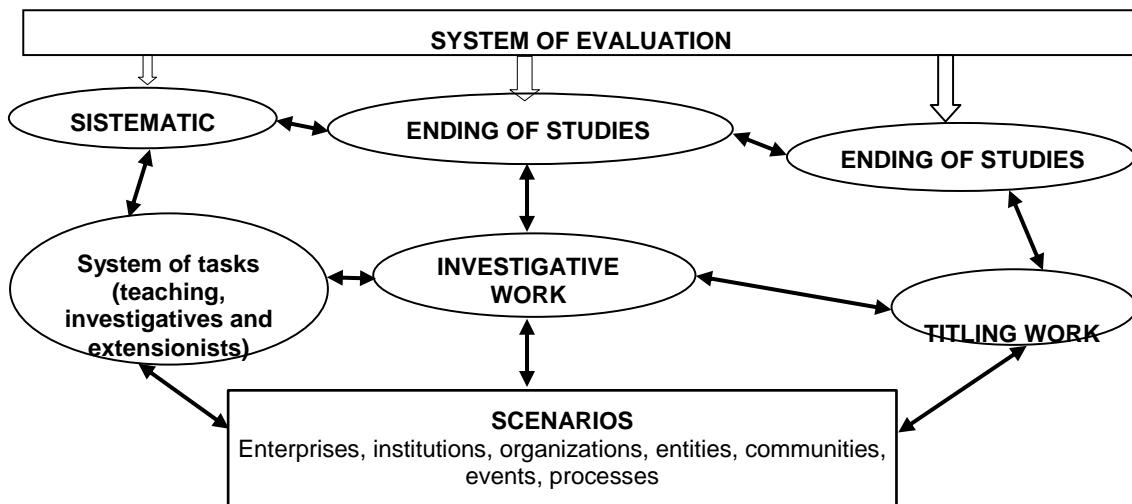 SYSTEM OF EVALUATION
SISTEMATIC
ENDING OF STUDIES
ENDING OF STUDIES
System of tasks
(teaching,
investigatives and
extensionists)
INVESTIGATIVE
WORK
TITLING WORK
SCENARIOS
Enterprises, institutions, organizations, entities, communities,
events, processes